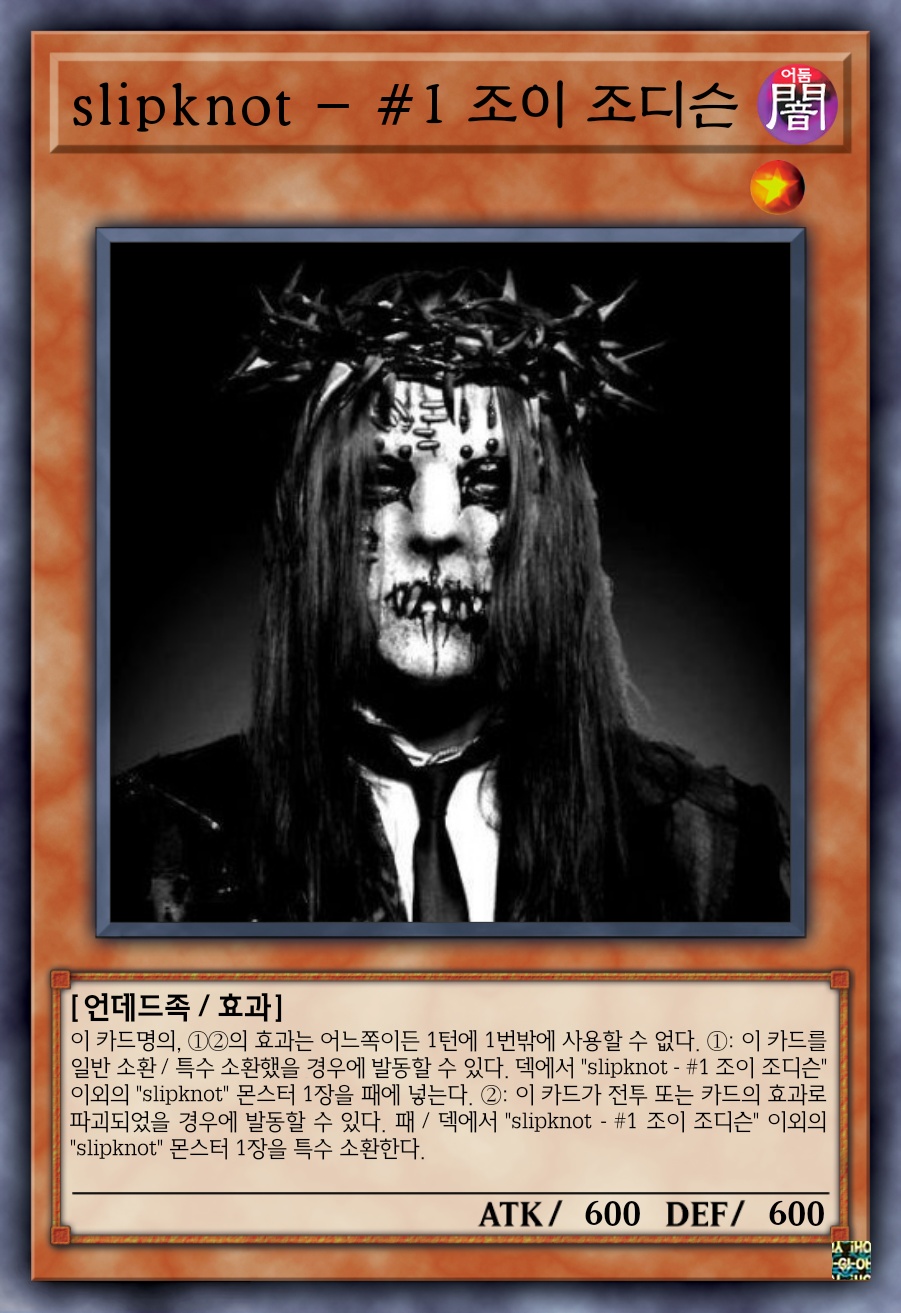 slipknot - #1 조이 조디슨
어둠
闇
[언데드족 / 효과]
이 카드명의, ①②의 효과는 어느쪽이든 1턴에 1번밖에 사용할 수 없다. ①: 이 카드를
일반 소환 / 특수 소환했을 경우에 발동할 수 있다. 덱에서 "slipknot - #1 조이 조디슨"
이외의 "slipknot" 몬스터 1장을 패에 넣는다. ②: 이 카드가 전투 또는 카드의 효과로
파괴되었을 경우에 발동할 수 있다. 패 / 덱에서 "slipknot - #1 조이 조디슨" 이외의
"slipknot" 몬스터 1장을 특수 소환한다.
ATK/ 600 DEF/ 600